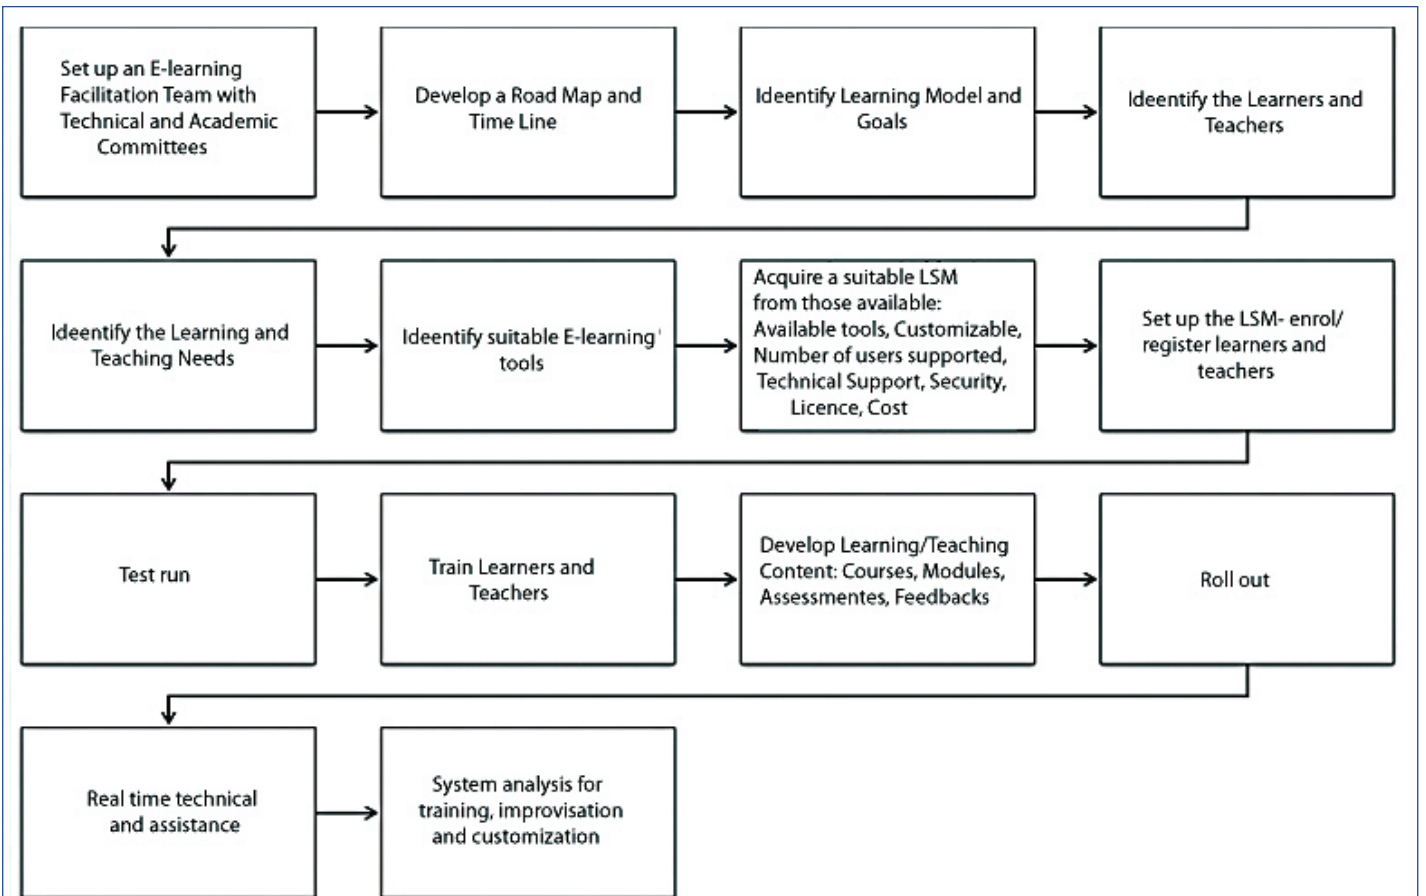 Set up an E-learning
Facilitation Team with
Technical and Academic
Committees
Develop a Road Map and
Time Line
Ideentify Learning Model and
Goals
Ideentify the Learners and
Teachers
Ideentify the Learning and
Teaching Needs
Ideentify suitable E-learning
tools
Acquire a suitable LSM
from those available:
Available tools, Customizable,
Number of users supported,
Technical Support, Security,
Licence, Cost
Set up the LSM- enrol/
register learners and
teachers
Test run
Train Learners and
Teachers
Develop Learning/Teaching
Content: Courses, Modules,
Assessmentes, Feedbacks
Roll out
Real time technical
and assistance
System analysis for
training, improvisation
and customization